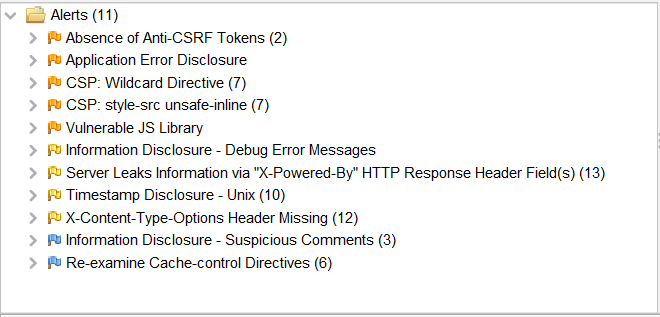 Alerts (11)
Absence of Anti-CSRF Tokens (2)
Application Error Disclosure
CSP: Wildcard Directive (7)
CSP: style-src unsafe-inline (7)
Vulnerable JS Library
Information Disclosure - Debug Error Messages
Server Leaks Information via "X-Powered-By" HTTP Response Header Field(s) (13)
Timestamp Disclosure - Unix (10)
X-Content-Type-Options Header Missing (12)
Information Disclosure - Suspicious Comments (3)
Re-examine Cache-control Directives (6)